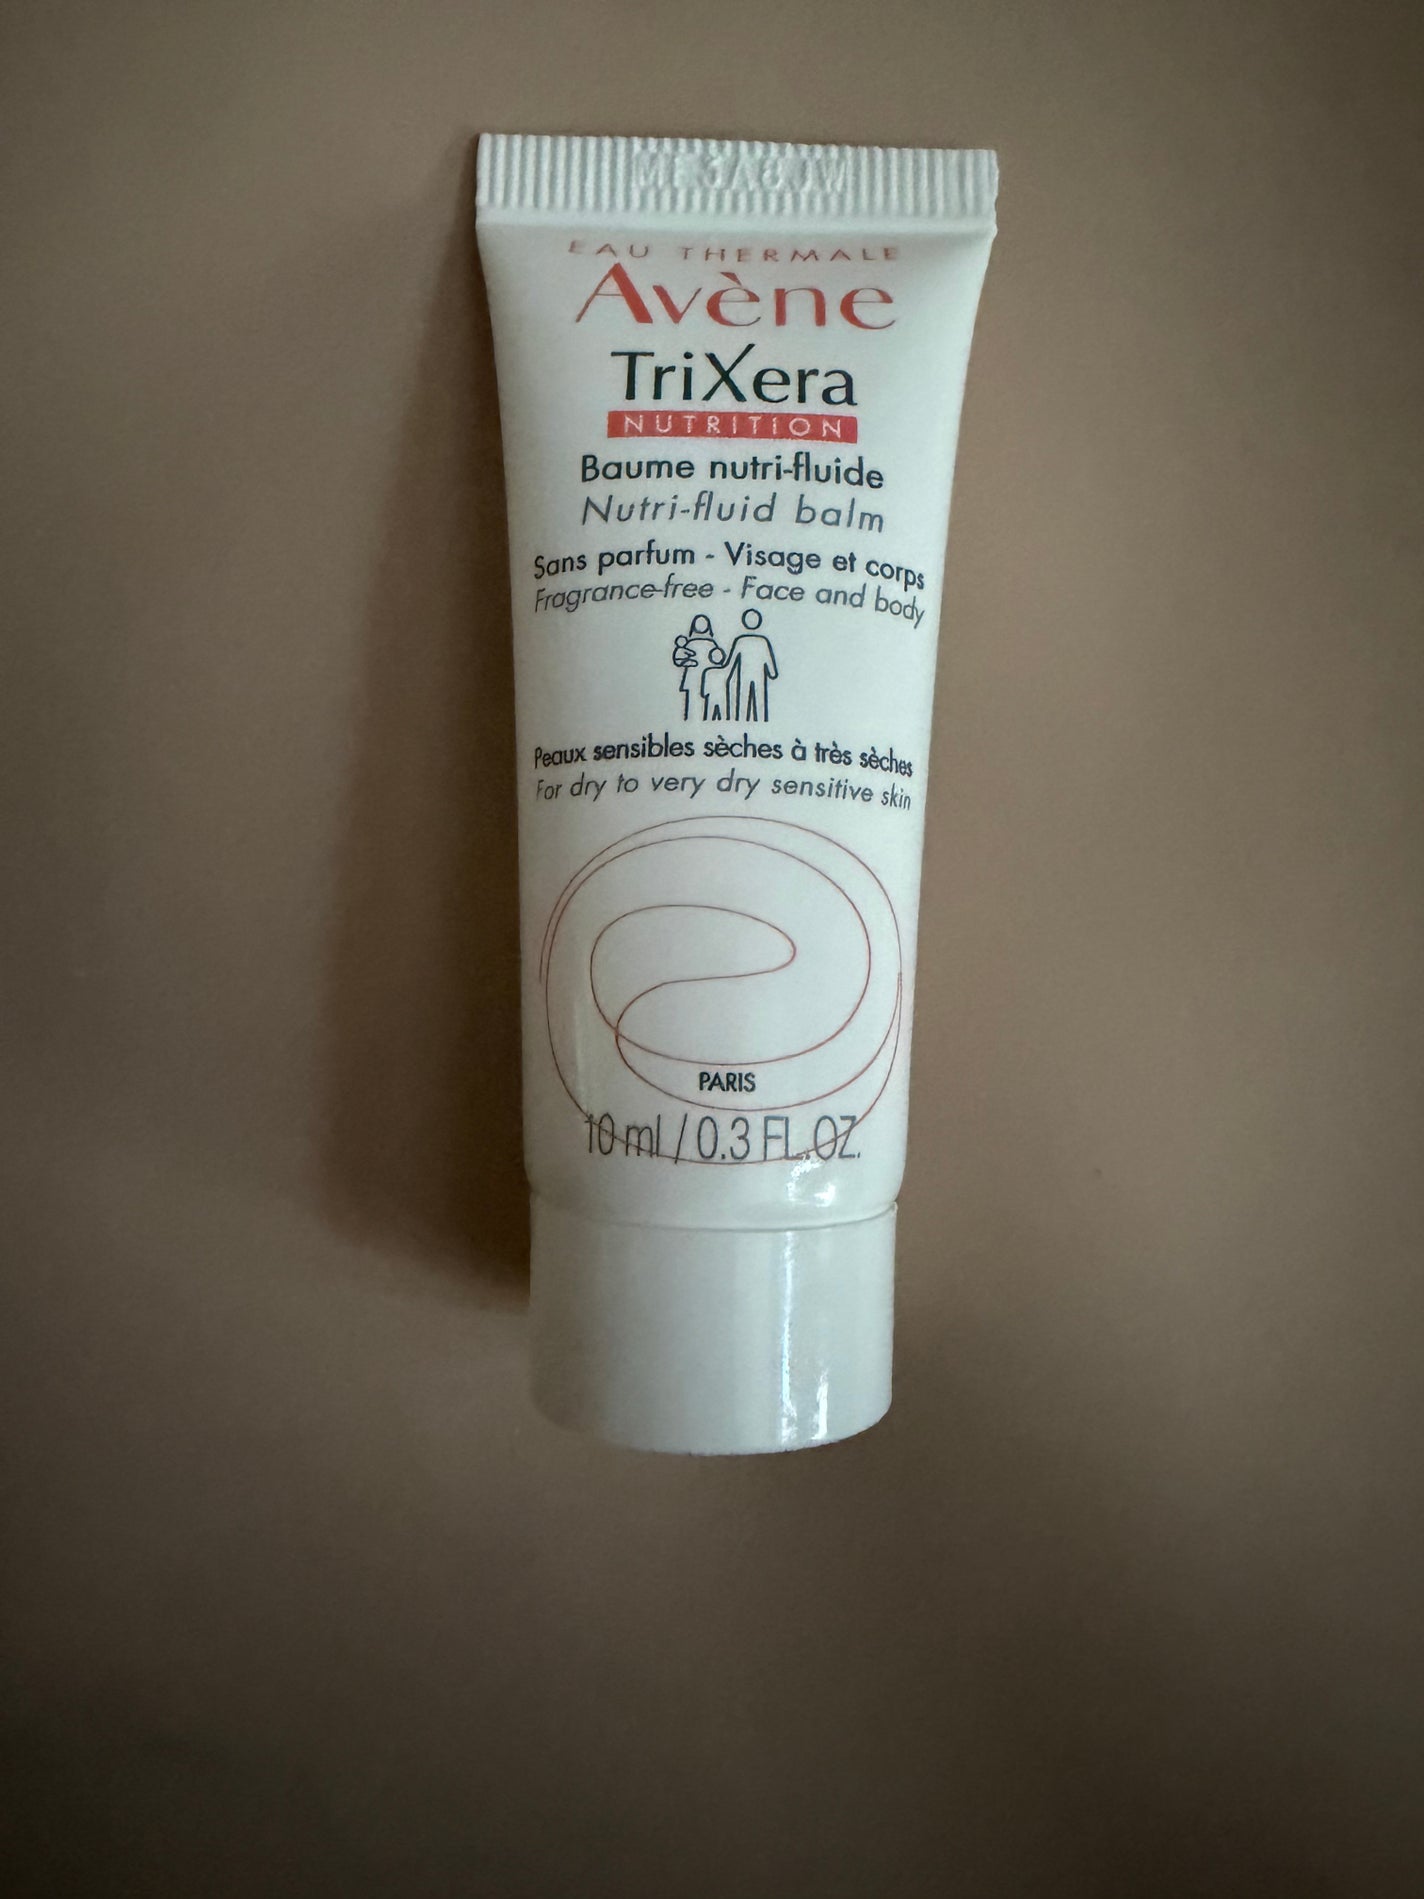 EAU THERMALE
Avène
TriXera
NUTRITION
Baume nutri-fluide
Nutri-fluid balm
Sans parfum - Visage et corps
Fragrance-free - Face and body
Peaux sensibles sèches à très sèches
For dry to very dry sensitive skin
PARIS
10 ml / 0.3 FL.OZ.